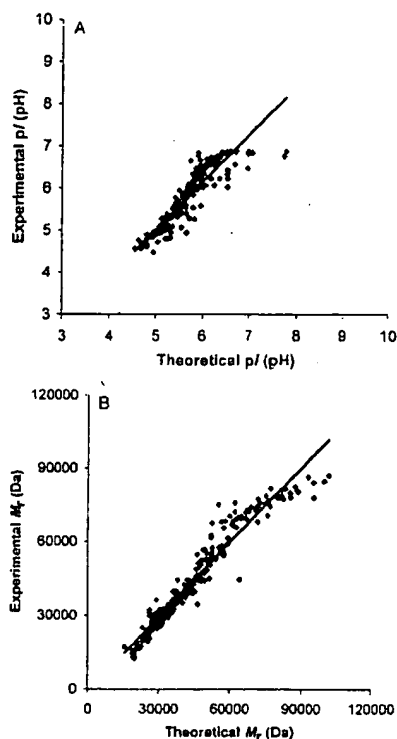 A
10
9
8
7
6
5
4
3
Experimental pI (pH)
3 4 5 6 7 8 9 10
Theoretical pI (pH)
B
120000
90000
60000
30000
0
Experimental Mr (Da)
0 30000 60000 90000 120000
Theoretical Mr (Da)